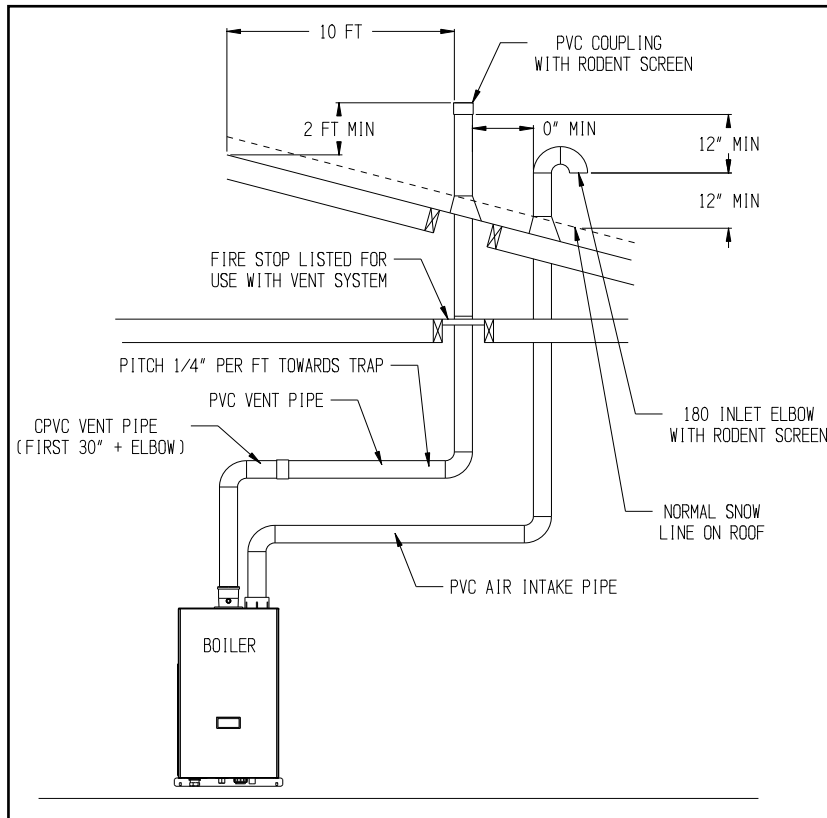 10 FT
PVC COUPLING
WITH RODENT SCREEN
2 FT MIN
0" MIN
12" MIN
12" MIN
FIRE STOP LISTED FOR
USE WITH VENT SYSTEM
PITCH 1/4" PER FT TOWARDS TRAP
PVC VENT PIPE
CPVC VENT PIPE
(FIRST 30" + ELBOW)
180 INLET ELBOW
WITH RODENT SCREEN
NORMAL SNOW
LINE ON ROOF
PVC AIR INTAKE PIPE
BOILER